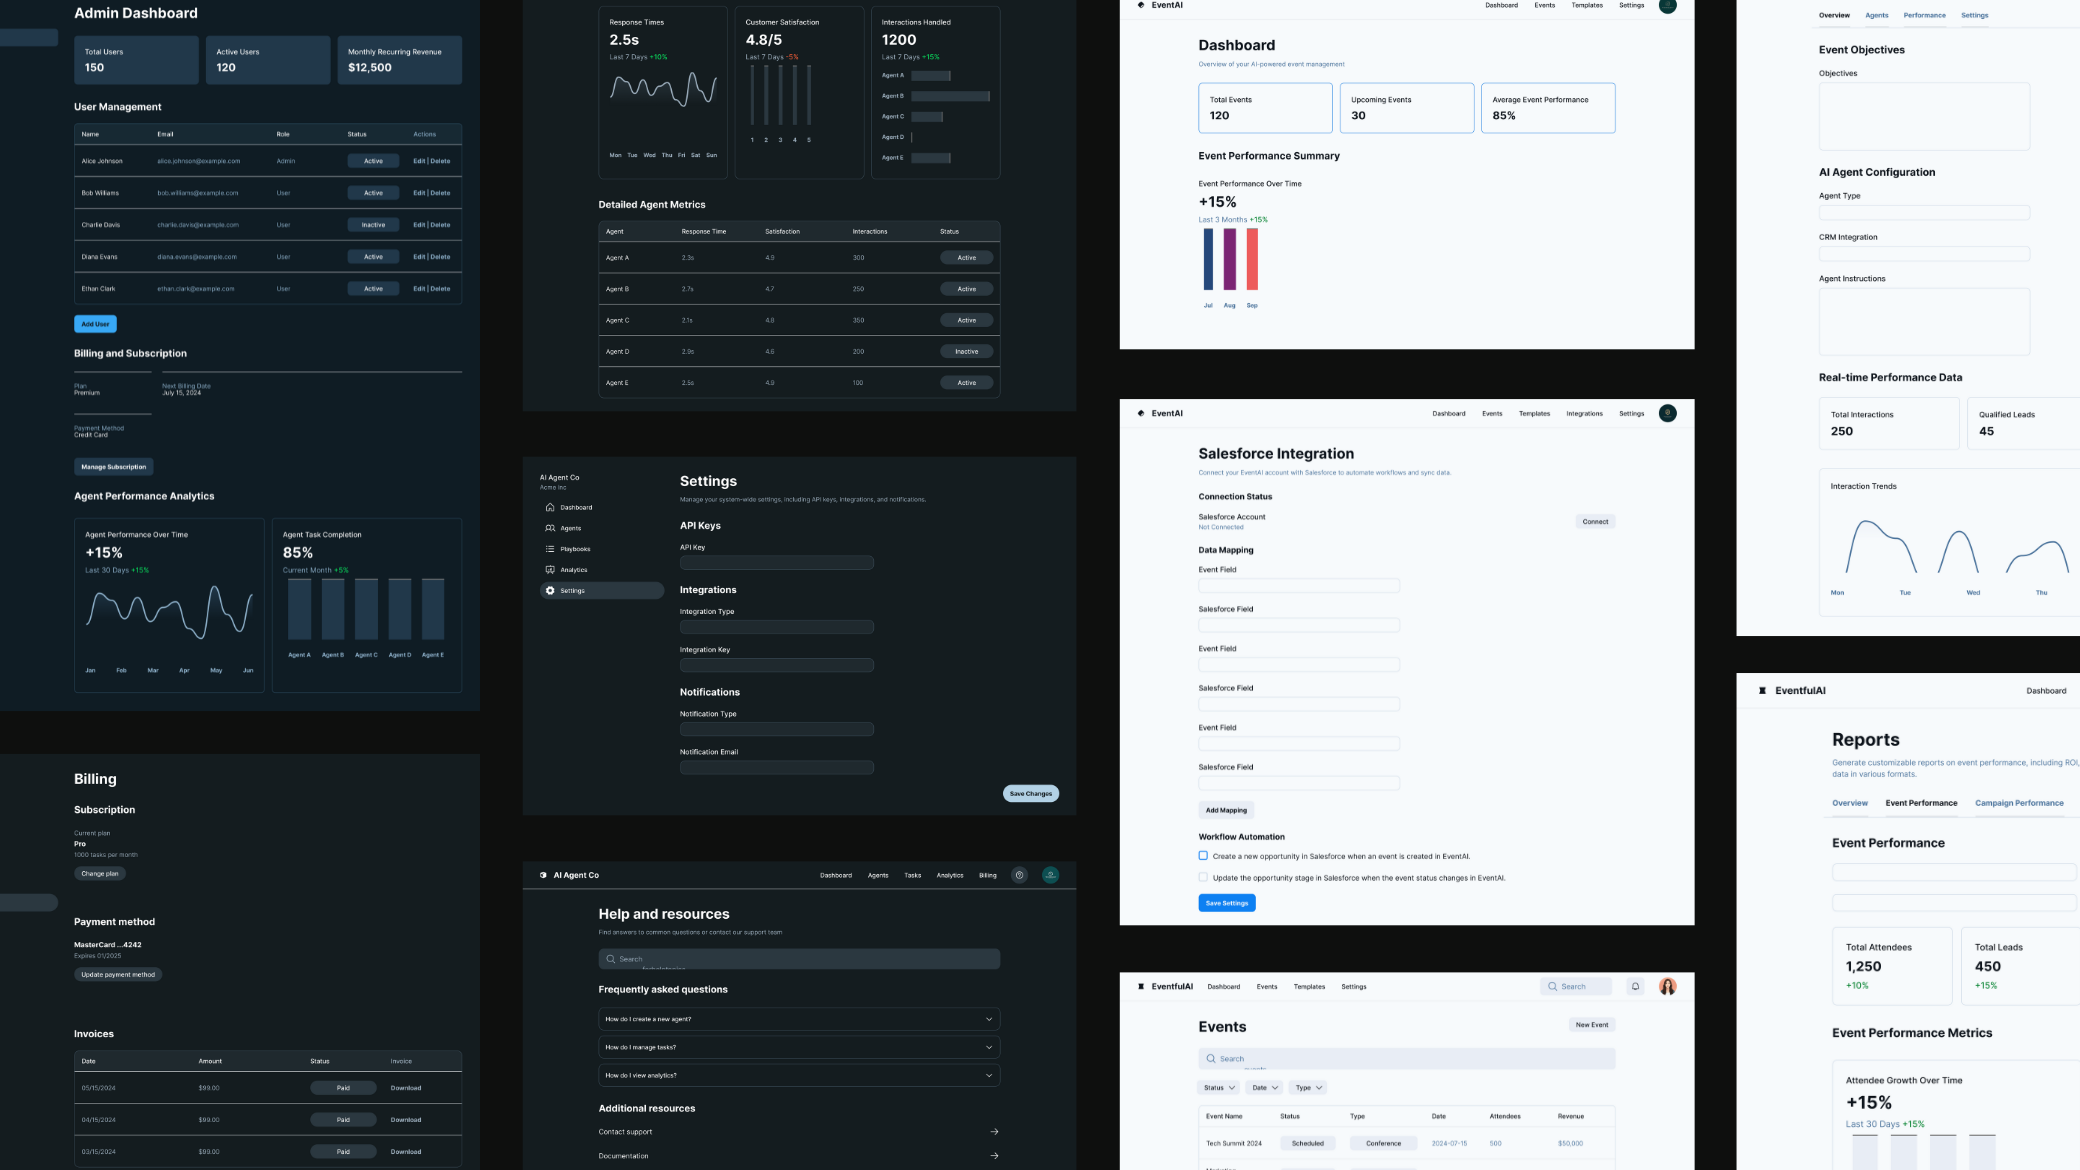 Admin Dashboard
Total Users
150
Active Users
120
Monthly Recurring Revenue
$12,500
User Management
Name Email Role Status Actions
Alice Johnson alice.johnson@example.com Admin Active Edit | Delete
Bob Williams bob.williams@example.com User Active Edit | Delete
Charlie Davis charlie.davis@example.com User Inactive Edit | Delete
Diana Evans diana.evans@example.com User Active Edit | Delete
Ethan Clark ethan.clark@example.com User Active Edit | Delete
Add User
Billing and Subscription
Plan
Premium
Next Billing Date
July 15, 2024
Payment Method
Credit Card
Manage Subscription
Agent Performance Analytics
Agent Performance Over Time
+15%
Last 30 Days +15%
Jan Feb Mar Apr May Jun
Agent Task Completion
85%
Current Month +5%
Agent A Agent B Agent C Agent D Agent E
Billing
Subscription
Current plan
Pro
1000 tasks per month
Change plan
Payment method
MasterCard ...4242
Expires 01/2025
Update payment method
Invoices
Date Amount Status Invoice
05/15/2024 $99.00 Paid Download
04/15/2024 $99.00 Paid Download
03/15/2024 $99.00 Paid Download
Response Times
2.5s
Last 7 Days +10%
Mon Tue Wed Thu Fri Sat Sun
Customer Satisfaction
4.8/5
Last 7 Days -5%
1 2 3 4 5
Interactions Handled
1200
Last 7 Days +15%
Agent A
Agent B
Agent C
Agent D
Agent E
Detailed Agent Metrics
Agent Response Time Satisfaction Interactions Status
Agent A 2.3s 4.9 300 Active
Agent B 2.7s 4.7 250 Active
Agent C 2.1s 4.8 350 Active
Agent D 2.9s 4.6 200 Inactive
Agent E 2.5s 4.9 100 Active
AI Agent Co
Acme Inc
Dashboard
Agents
Playbooks
Analytics
Settings
Settings
Manage your system-wide settings, including API keys, integrations, and notifications.
API Keys
API Key
Integrations
Integration Type
Integration Key
Notifications
Notification Type
Notification Email
Save Changes
AI Agent Co Dashboard Agents Tasks Analytics Billing
Help and resources
Find answers to common questions or contact our support team
Search
Frequently asked questions
How do I create a new agent?
How do I manage tasks?
How do I view analytics?
Additional resources
Contact support
Documentation
EventAI Dashboard Events Templates Settings
Dashboard
Overview of your AI-powered event management
Total Events
120
Upcoming Events
30
Average Event Performance
85%
Event Performance Summary
Event Performance Over Time
+15%
Last 3 Months +15%
Jul Aug Sep
EventAI Dashboard Events Templates Integrations Settings
Salesforce Integration
Connect your EventAI account with Salesforce to automate workflows and sync data.
Connection Status
Salesforce Account
Not Connected
Connect
Data Mapping
Event Field
Salesforce Field
Event Field
Salesforce Field
Event Field
Salesforce Field
Add Mapping
Workflow Automation
Create a new opportunity in Salesforce when an event is created in EventAI.
Update the opportunity stage in Salesforce when the event status changes in EventAI.
Save Settings
EventfulAI Dashboard Events Templates Settings Search
Events
New Event
Search
Status Date Type
Event Name Status Type Date Attendees Revenue
Tech Summit 2024 Scheduled Conference 2024-07-15 500 $50,000
Overview Agents Performance Settings
Event Objectives
Objectives
AI Agent Configuration
Agent Type
CRM Integration
Agent Instructions
Real-time Performance Data
Total Interactions
250
Qualified Leads
45
Interaction Trends
Mon Tue Wed Thu
EventfulAI Dashboard
Reports
Generate customizable reports on event performance, including ROI,
data in various formats.
Overview Event Performance Campaign Performance
Event Performance
Total Attendees
1,250
+10%
Total Leads
450
+15%
Event Performance Metrics
Attendee Growth Over Time
+15%
Last 30 Days +15%